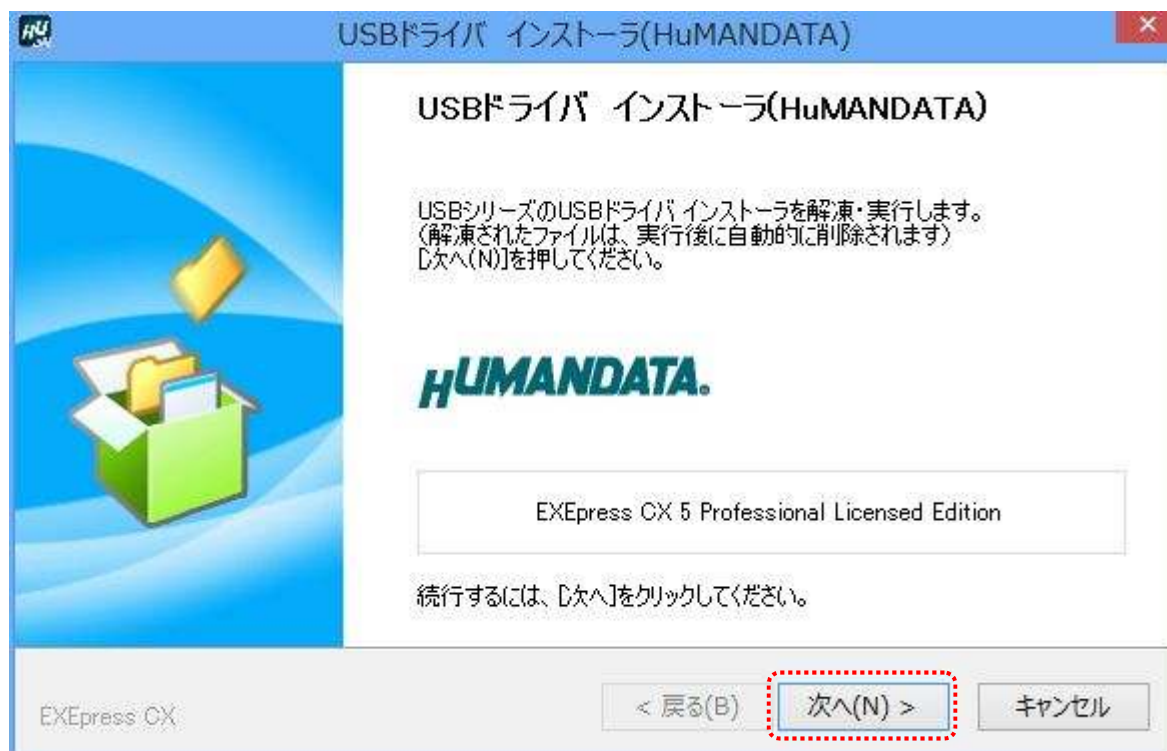 USBドライバ インストーラ(HuMANDATA)
USBドライバ インストーラ(HuMANDATA)
USBシリーズのUSBドライバ インストーラを解凍・実行します。
(解凍されたファイルは、実行後に自動的に削除されます)
[次へ(N)]を押してください。
HUMANDATA.
EXEpress CX 5 Professional Licensed Edition
続行するには、[次へ]をクリックしてください。
EXEpress CX
< 戻る(B)
次へ(N) >
キャンセル